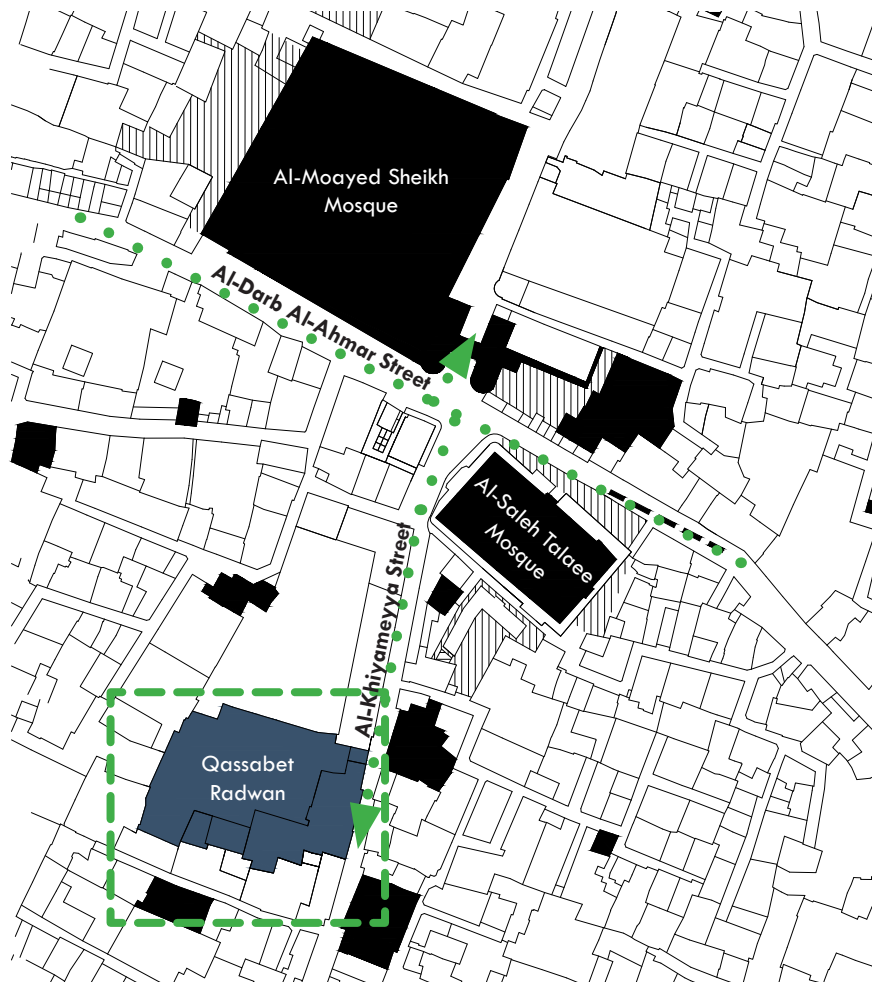 Al-Moayed Sheikh
Mosque
Al-Darb Al-Ahmar Street
Al-Saleh Talaee
Mosque
Al-Khiyameyya Street
Qassabet
Radwan